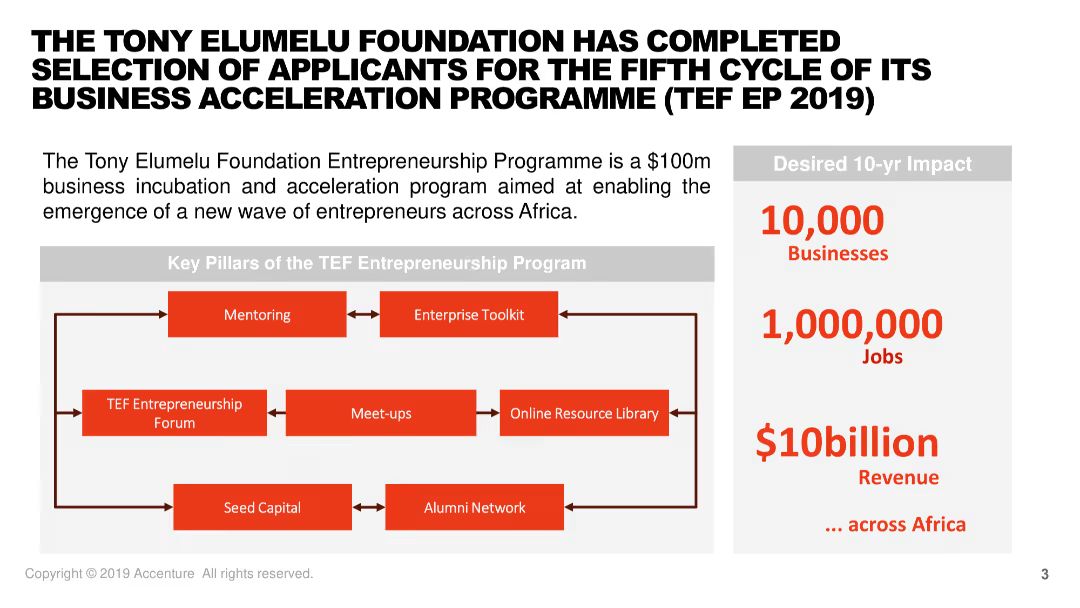 THE TONY ELUMELU FOUNDATION HAS COMPLETED
SELECTION OF APPLICANTS FOR THE FIFTH CYCLE OF ITS
BUSINESS ACCELERATION PROGRAMME (TEF EP 2019)
The Tony Elumelu Foundation Entrepreneurship Programme is a $100m
business incubation and acceleration program aimed at enabling the
emergence of a new wave of entrepreneurs across Africa.
Key Pillars of the TEF Entrepreneurship Program
Mentoring
Enterprise Toolkit
TEF Entrepreneurship
Forum
Meet-ups
Online Resource Library
Seed Capital
Alumni Network
Desired 10-yr Impact
10,000
Businesses
1,000,000
Jobs
$10billion
Revenue
... across Africa
Copyright © 2019 Accenture All rights reserved.
3